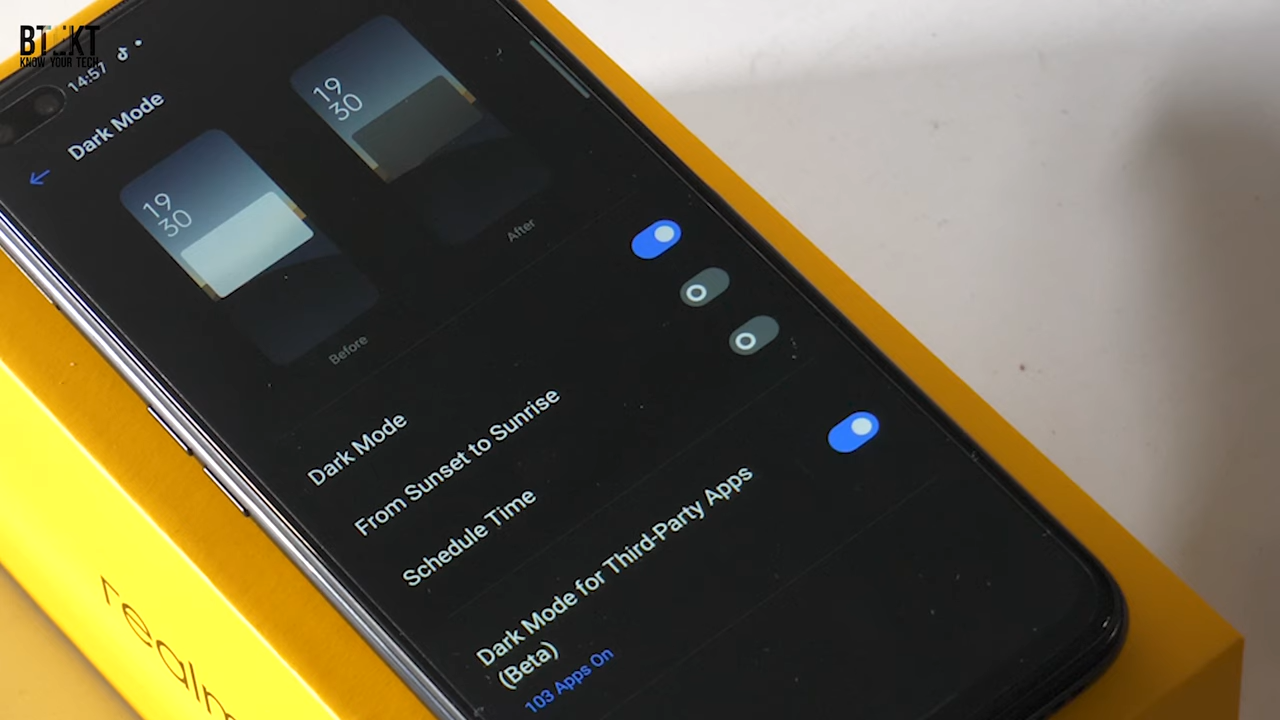 BTEKT
KNOW YOUR TECH
14:57
Dark Mode
19
30
19
30
Before
After
Dark Mode
From Sunset to Sunrise
Schedule Time
Dark Mode for Third-Party Apps
(Beta)
103 Apps On
realm